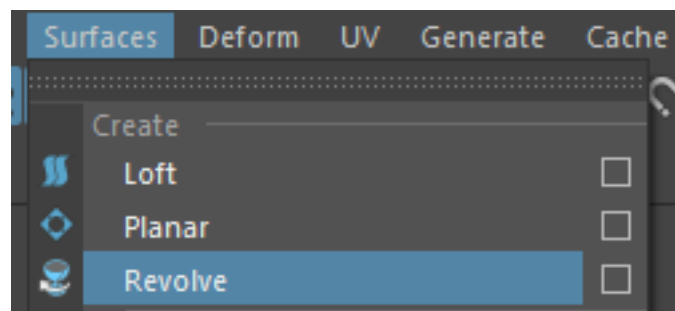 Surfaces Deform UV Generate Cache
Create
Loft
Planar
Revolve